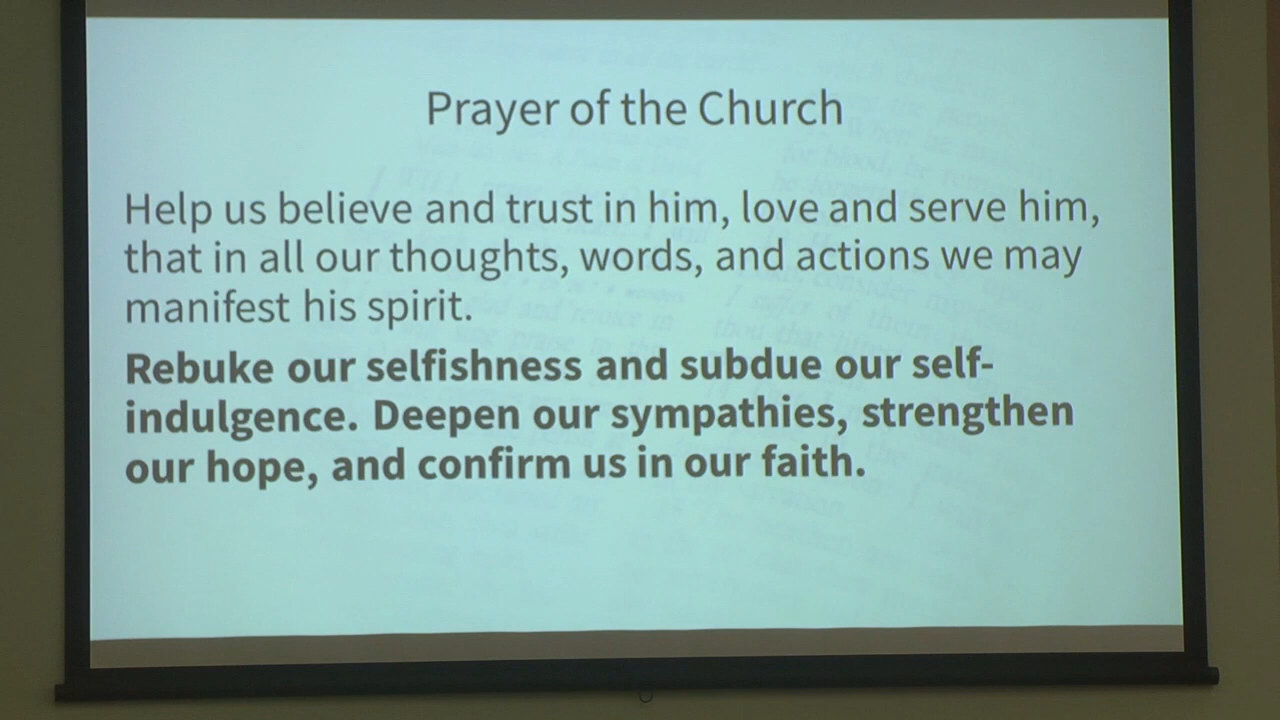 Prayer of the Church
Help us believe and trust in him, love and serve him,
that in all our thoughts, words, and actions we may
manifest his spirit.
Rebuke our selfishness and subdue our self-
indulgence. Deepen our sympathies, strengthen
our hope, and confirm us in our faith.